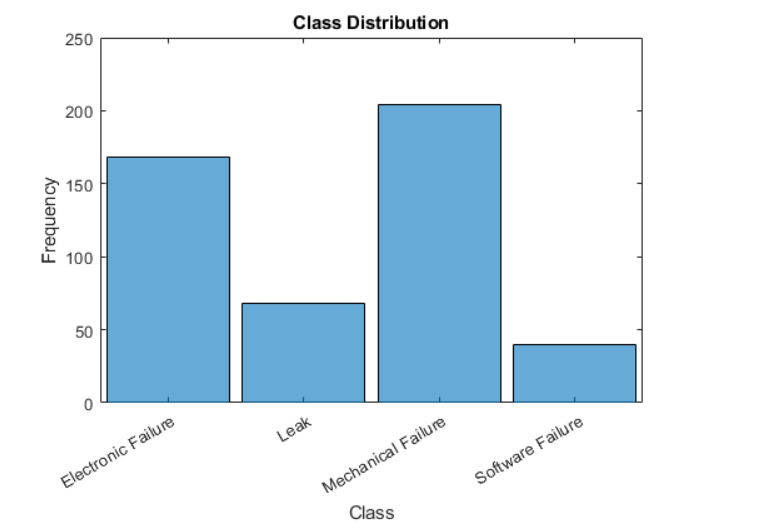 Class Distribution
250
200
150
100
50
0
Frequency
Electronic Failure
Leak
Mechanical Failure
Software Failure
Class